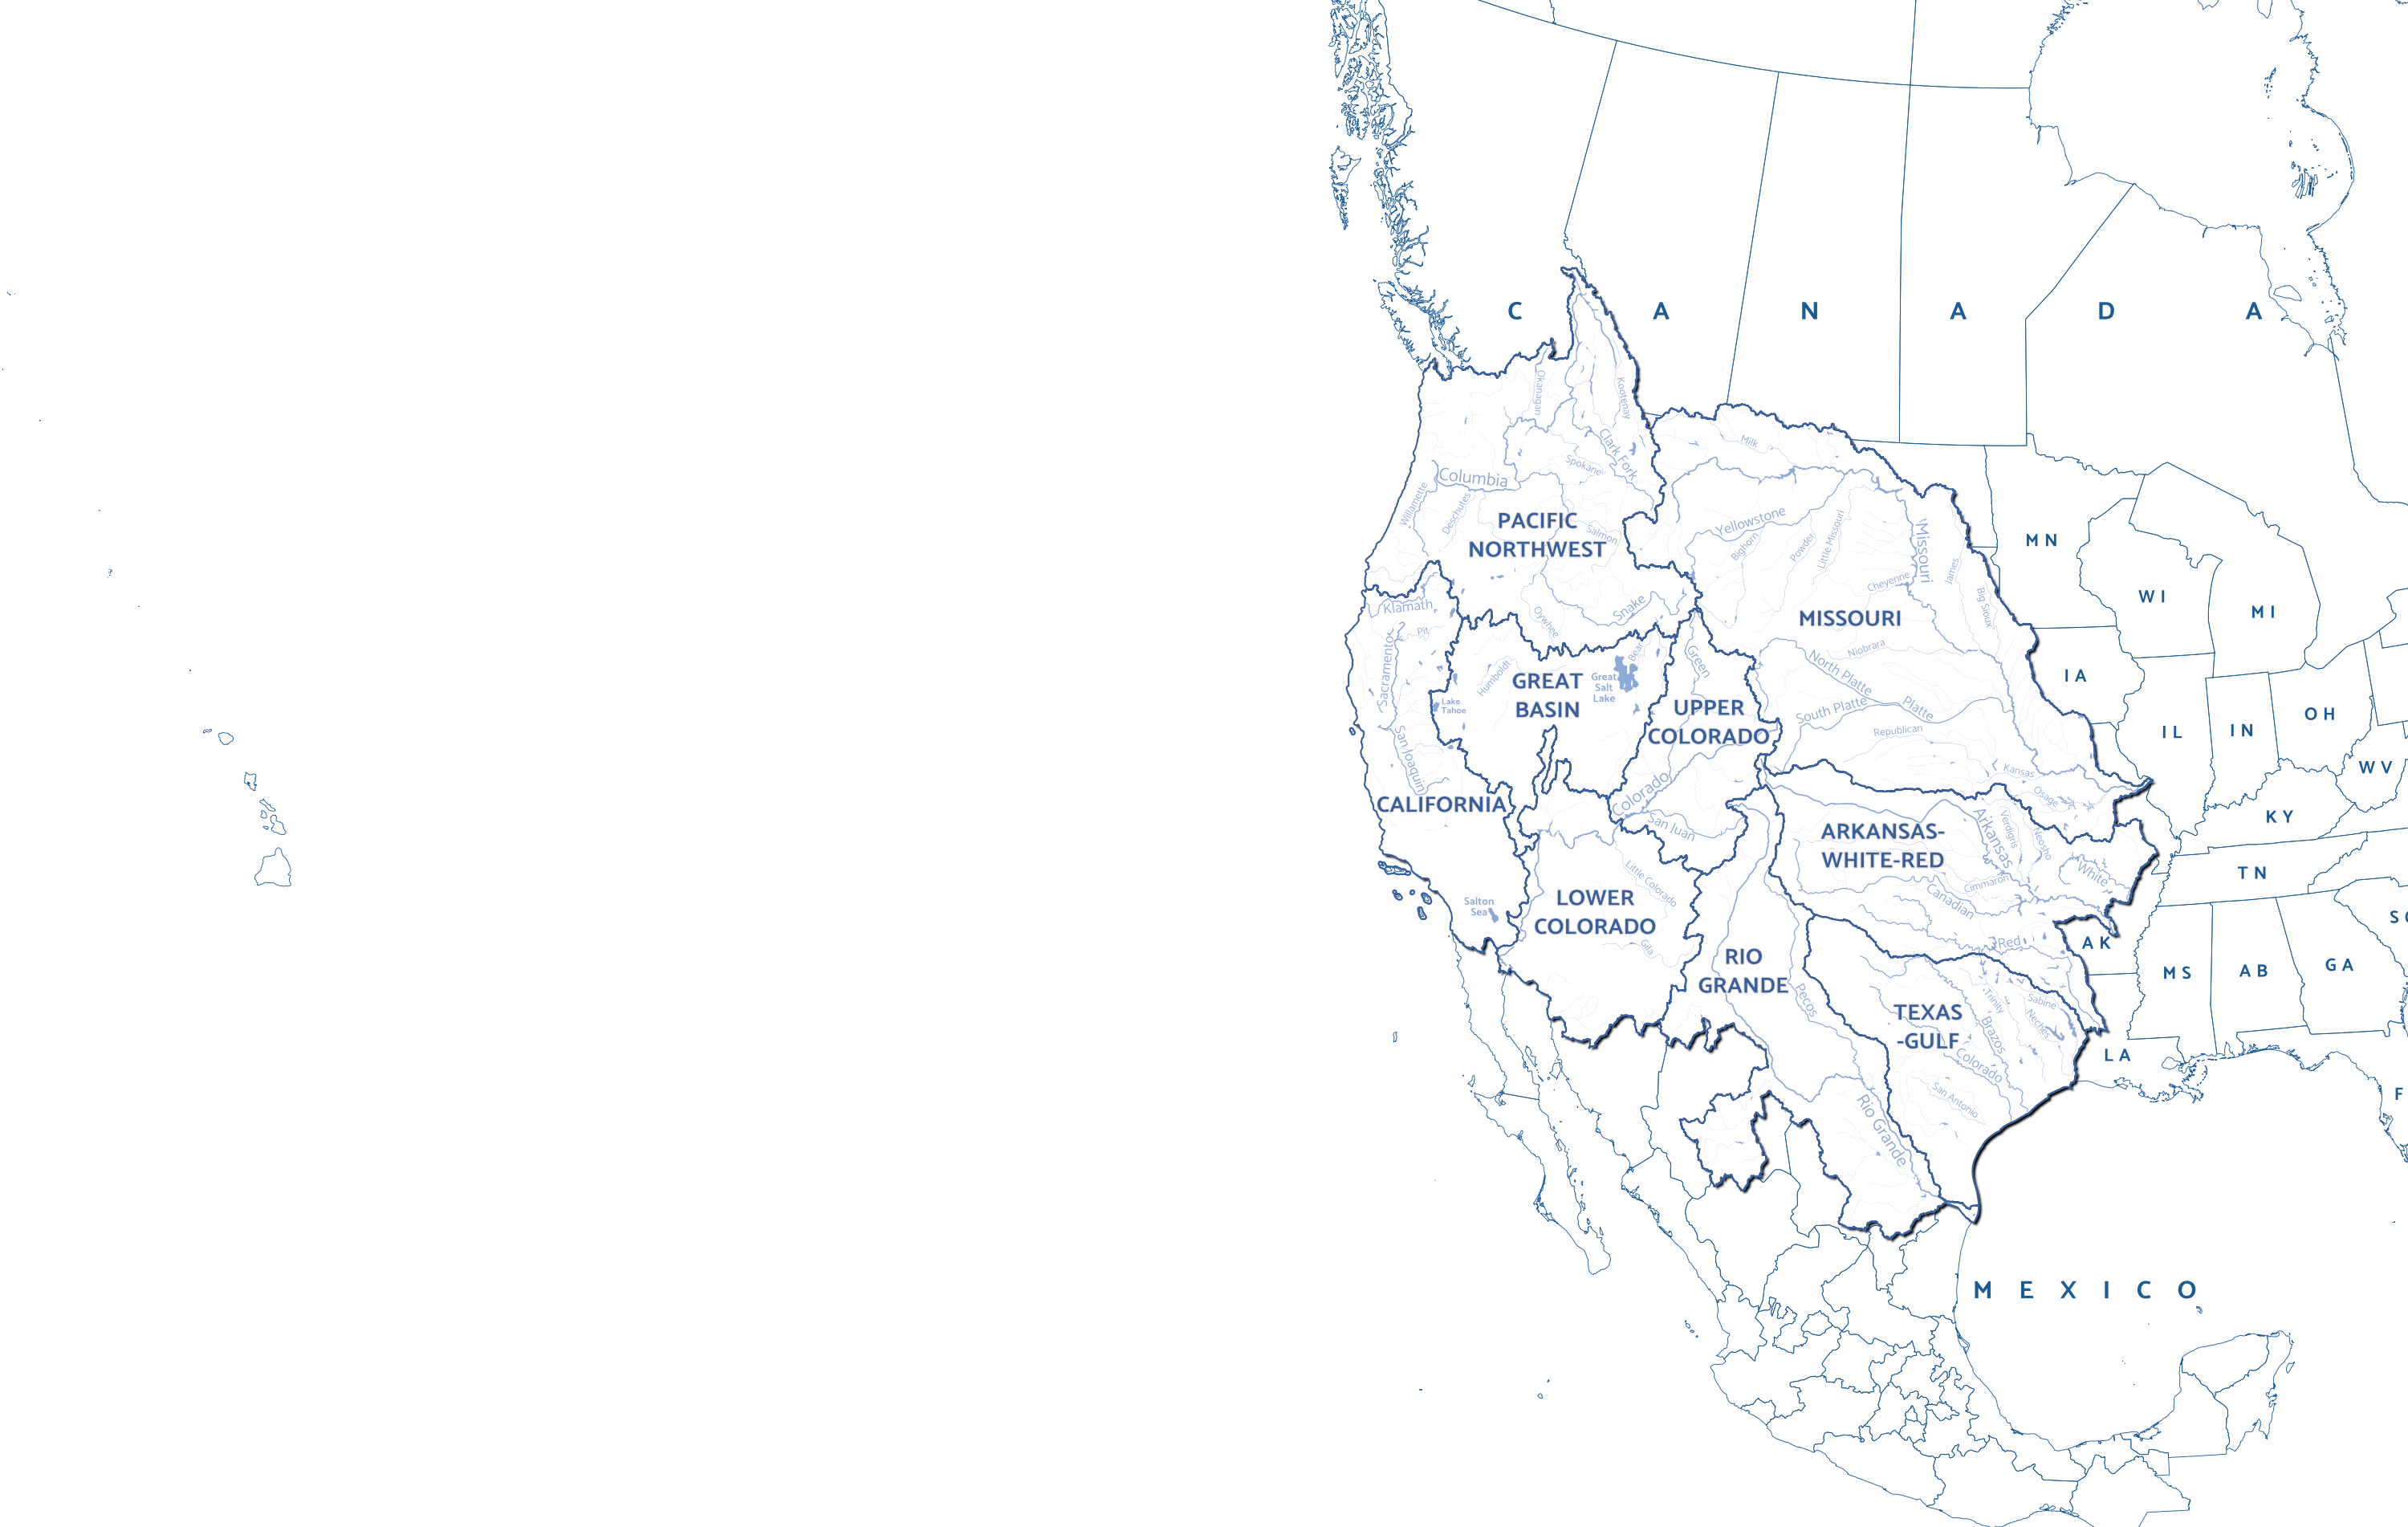 C A N A D A
Okanagan
Kootenay
Clark Fork
Spokane
Columbia
Willamette
Deschutes
PACIFIC
NORTHWEST
Salmon
Snake
Owyhee
Milk
Yellowstone
Bighorn
Powder
Little Missouri
Missouri
Cheyenne
James
Big Sioux
MISSOURI
Niobrara
North Platte
South Platte
Platte
Republican
Kansas
Osage
Klamath
Pit
Sacramento
San Joaquin
CALIFORNIA
Salton
Sea
Humboldt
Lake
Tahoe
GREAT
BASIN
Great
Salt
Lake
Bear
Green
UPPER
COLORADO
Colorado
San Juan
Little Colorado
LOWER
COLORADO
Gila
RIO
GRANDE
Pecos
Rio Grande
ARKANSAS-
WHITE-RED
Arkansas
Verdigris
Neosho
White
Cimmaron
Canadian
Red
TEXAS
-GULF
Trinity
Sabine
Neches
Brazos
Colorado
San Antonio
MN
WI
MI
IA
IL
IN
OH
WV
KY
TN
AK
MS
AB
GA
LA
F
M E X I C O